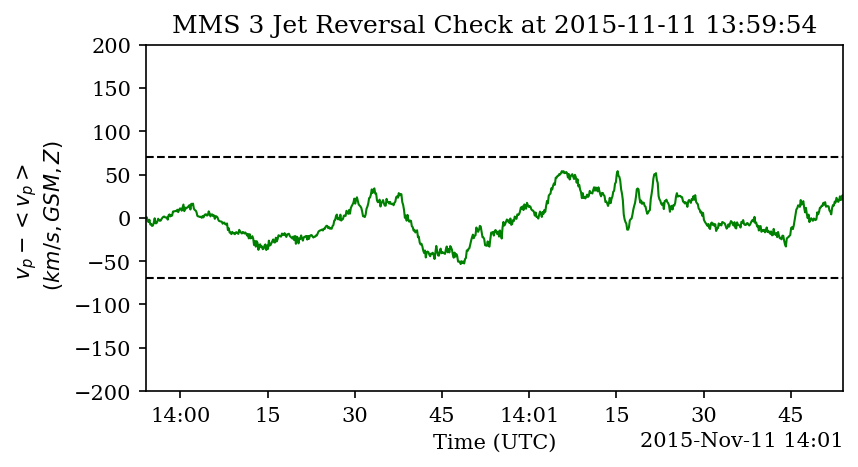 MMS 3 Jet Reversal Check at 2015-11-11 13:59:54
200
150
100
50
0
−50
−100
−150
−200
v_p − < v_p >
(km/s, GSM, Z)
14:00 15 30 45 14:01 15 30 45
Time (UTC)
2015-Nov-11 14:01